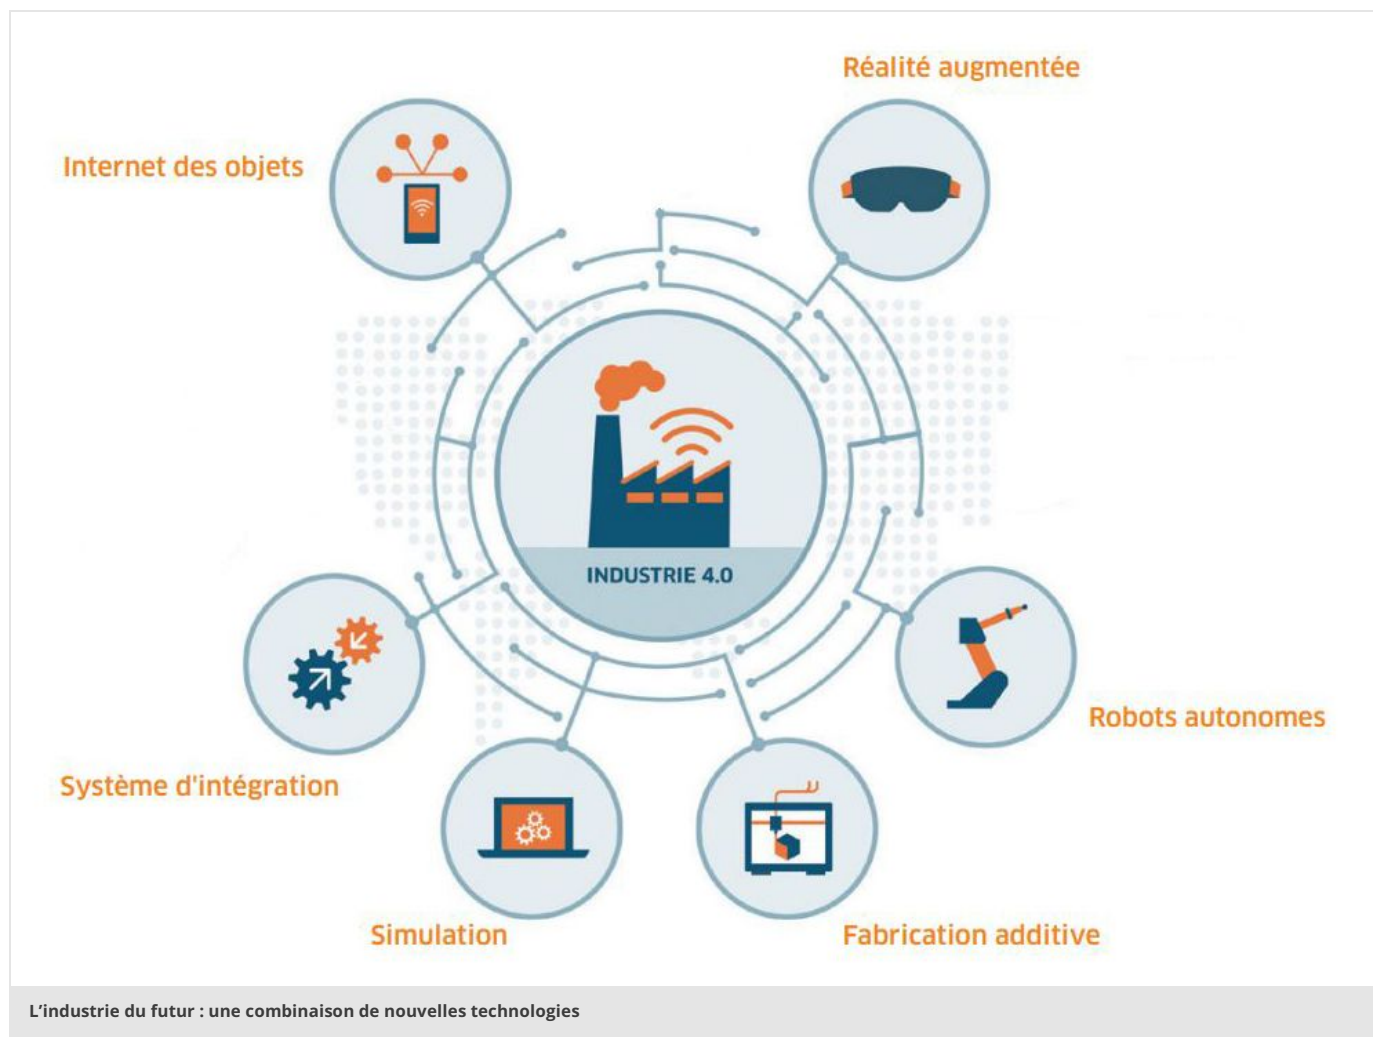 Réalité augmentée
Internet des objets
INDUSTRIE 4.0
Robots autonomes
Système d'intégration
Simulation
Fabrication additive
L’industrie du futur : une combinaison de nouvelles technologies